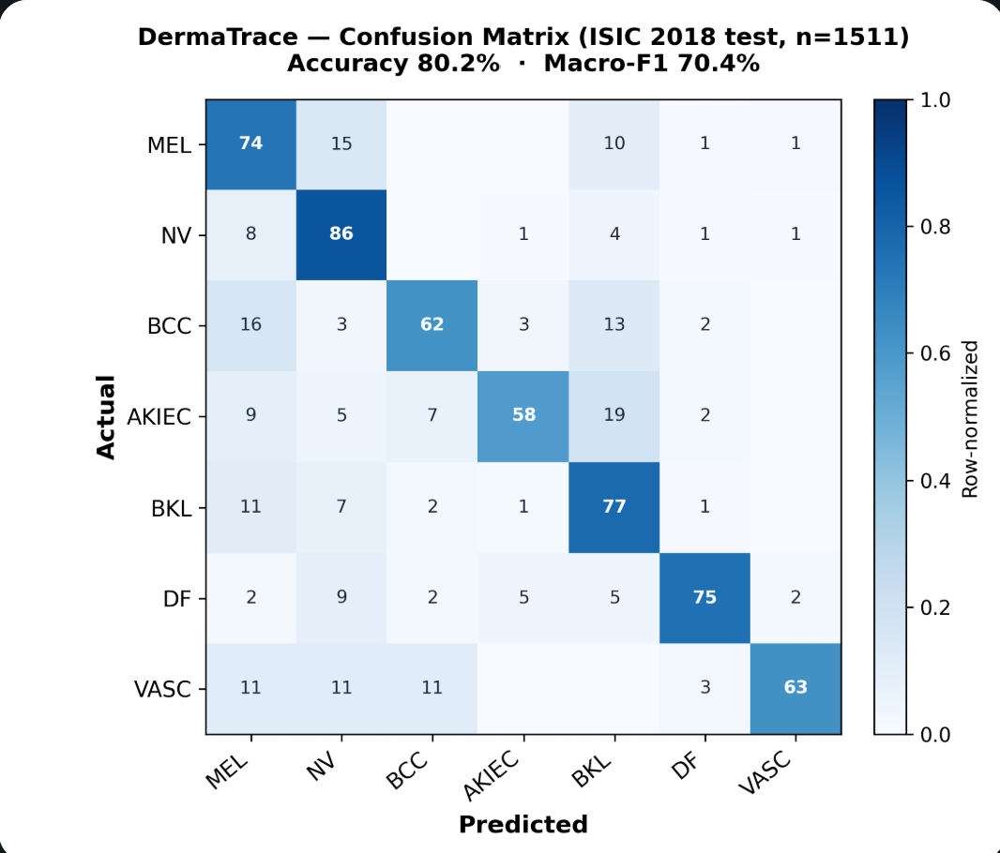 DermaTrace — Confusion Matrix (ISIC 2018 test, n=1511)
Accuracy 80.2% · Macro-F1 70.4%
MEL 74 15 10 1 1
NV 8 86 1 4 1 1
BCC 16 3 62 3 13 2
AKIEC 9 5 7 58 19 2
BKL 11 7 2 1 77 1
DF 2 9 2 5 5 75 2
VASC 11 11 11 3 63
MEL NV BCC AKIEC BKL DF VASC
Predicted
Actual
1.0
0.8
0.6
0.4
0.2
0.0
Row-normalized